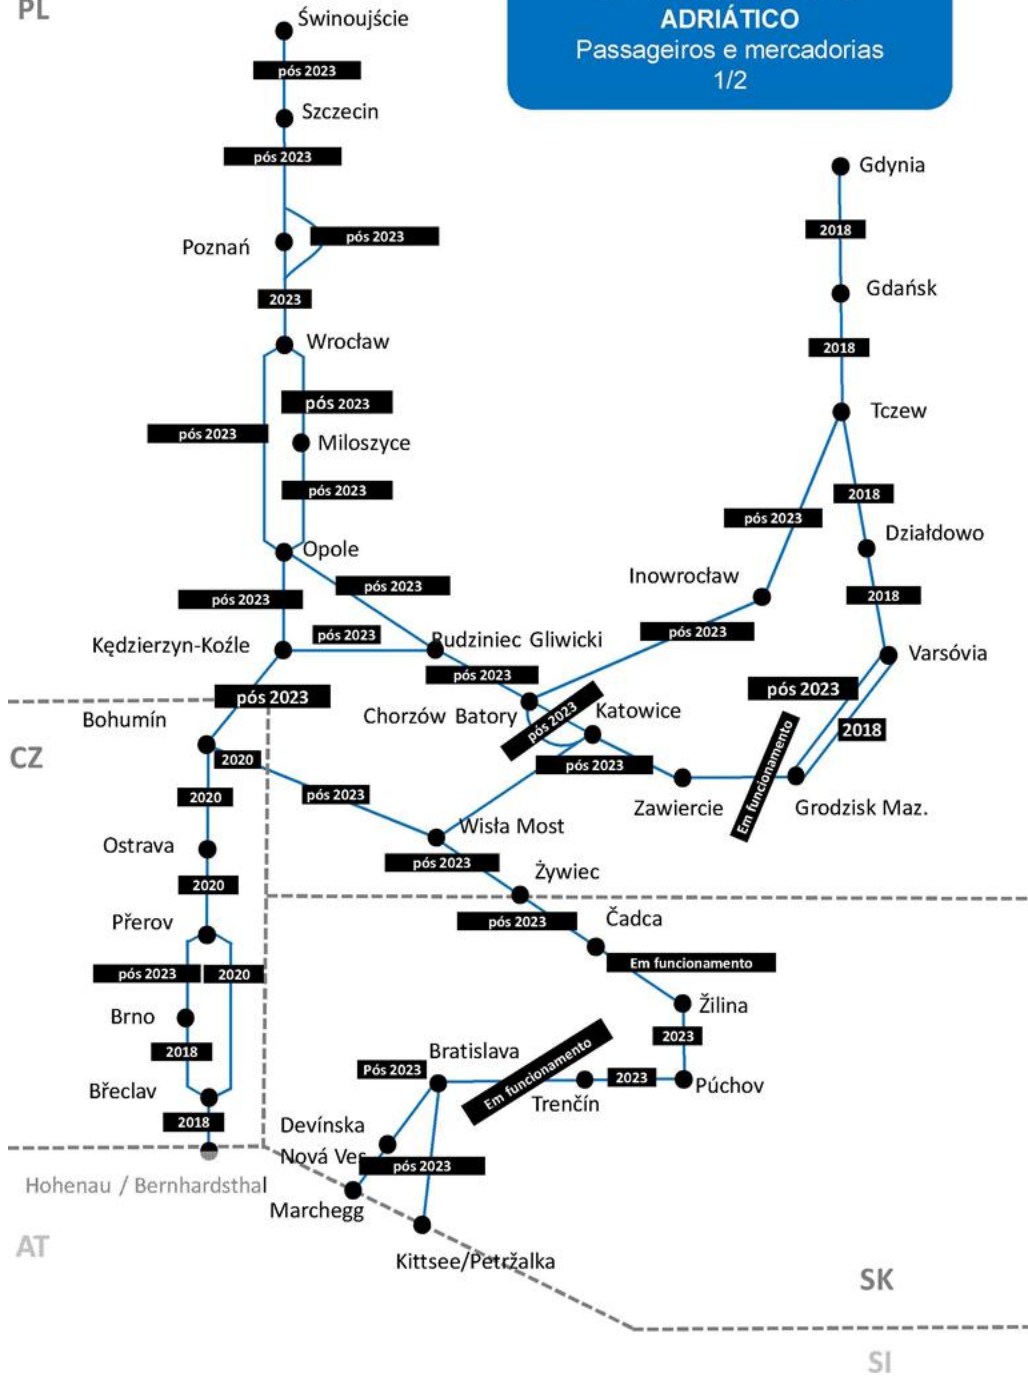 PL
ADRIÁTICO
Passageiros e mercadorias
1/2
Świnoujście
pós 2023
Szczecin
pós 2023
Poznań
pós 2023
2023
Wrocław
pós 2023
pós 2023
Miloszyce
pós 2023
Opole
pós 2023
pós 2023
Kędzierzyn-Koźle
pós 2023
Rudziniec Gliwicki
pós 2023
pós 2023
Gdynia
2018
Gdańsk
2018
Tczew
2018
pós 2023
Działdowo
Inowrocław
2018
pós 2023
Varsóvia
pós 2023
2018
Chorzów Batory
pós 2023
Katowice
pós 2023
Zawiercie
Em funcionamento
Grodzisk Maz.
Bohumín
CZ
2020
2020
pós 2023
Ostrava
Wisła Most
pós 2023
2020
Żywiec
Přerov
pós 2023
Čadca
pós 2023
2020
Em funcionamento
Brno
Žilina
2018
2023
Bratislava
Em funcionamento
Pós 2023
2023
Púchov
Břeclav
Trenčín
2018
Devínska
Nová Ves
pós 2023
Hohenau / Bernhardsthal
Marchegg
AT
Kittsee/Petržalka
SK
SI